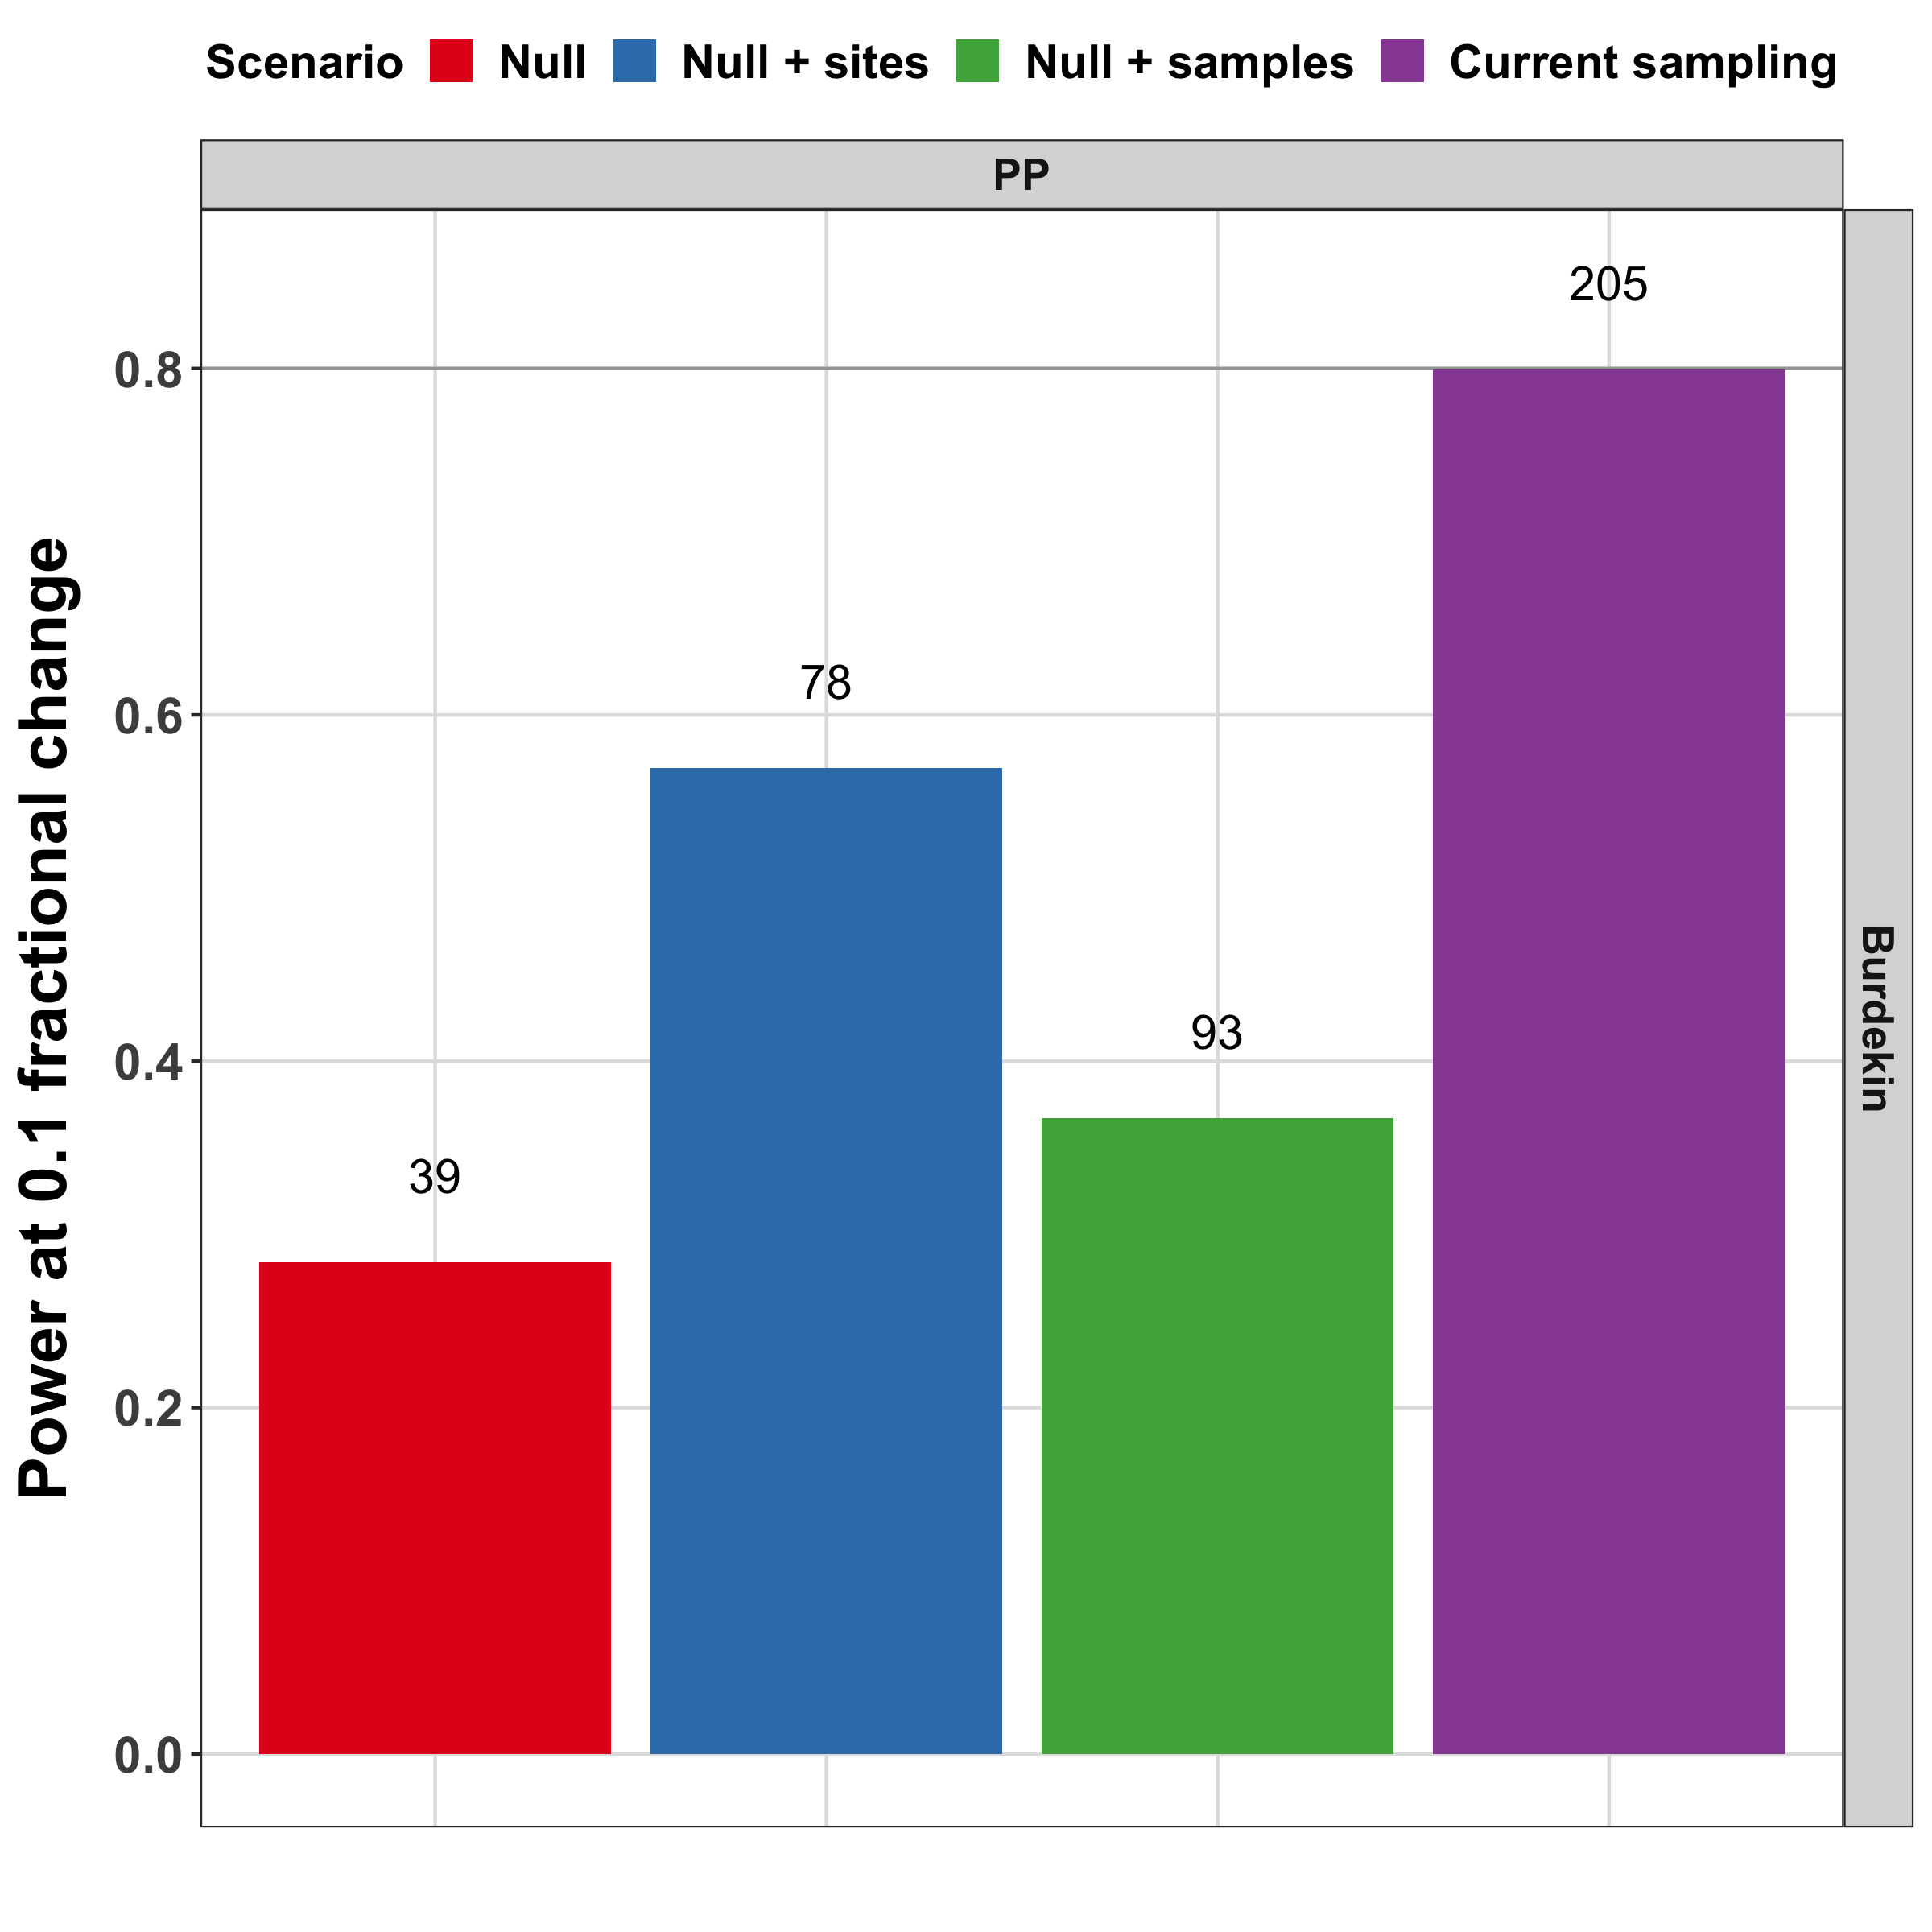 Scenario Null Null + sites Null + samples Current sampling
PP
Burdekin
Power at 0.1 fractional change
0.8
0.6
0.4
0.2
0.0
39
78
93
205